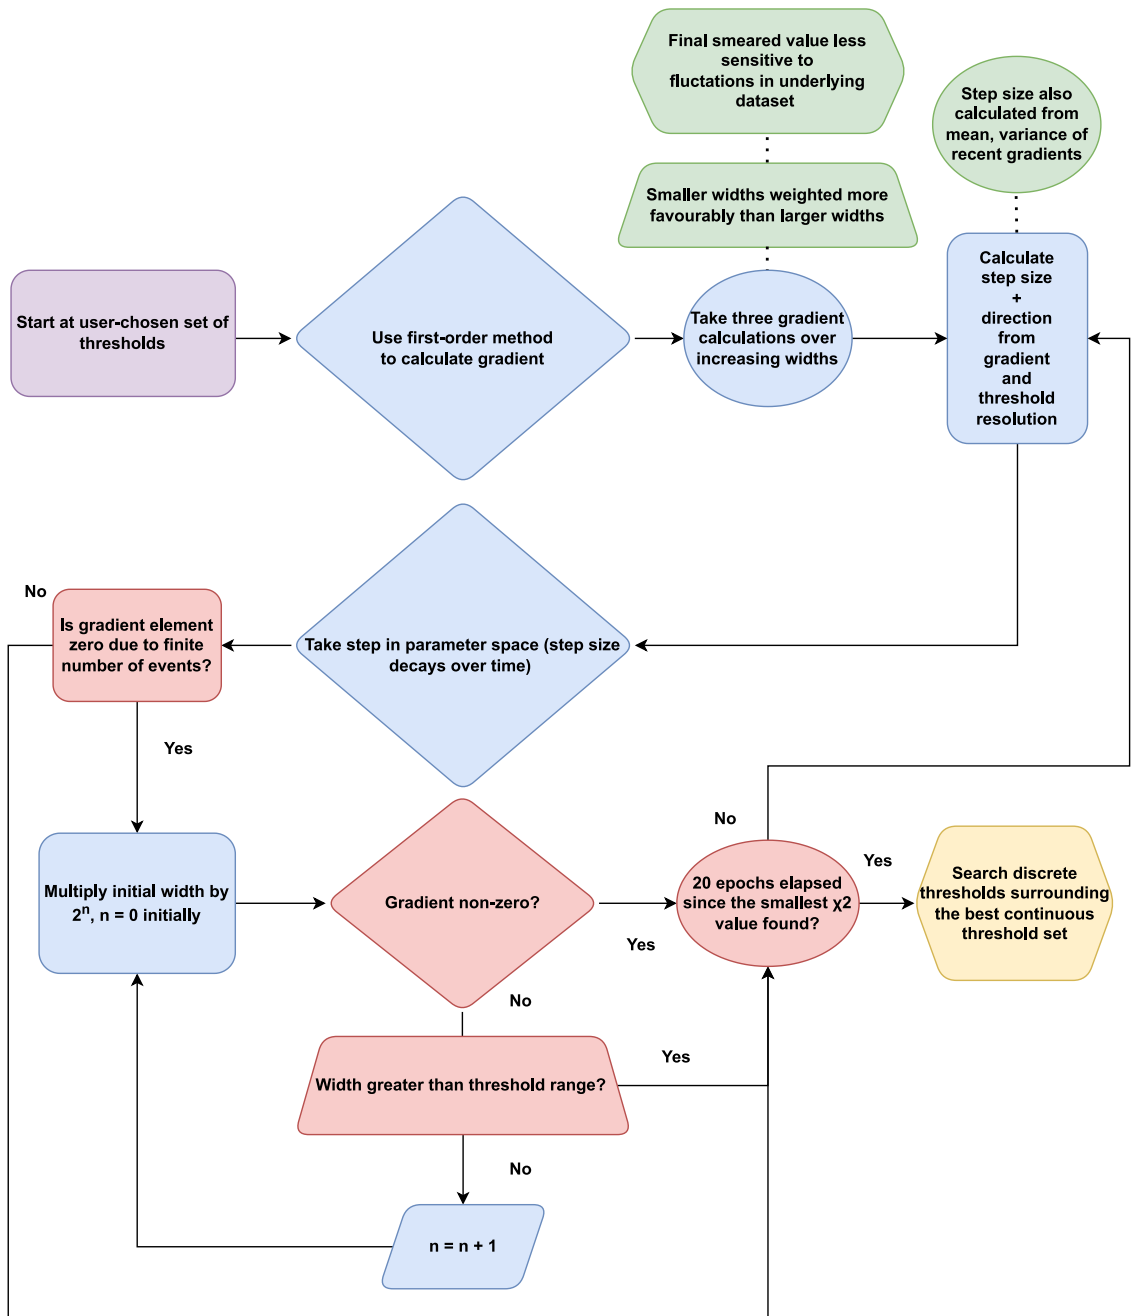 Final smeared value less
sensitive to
fluctations in underlying
dataset
Step size also
calculated from
mean, variance of
recent gradients
Smaller widths weighted more
favourably than larger widths
Start at user-chosen set of
thresholds
Use first-order method
to calculate gradient
Take three gradient
calculations over
increasing widths
Calculate
step size
+
direction
from
gradient
and
threshold
resolution
No
Is gradient element
zero due to finite
number of events?
Take step in parameter space (step size
decays over time)
Yes
Multiply initial width by
2^n, n = 0 initially
Gradient non-zero?
Yes
No
20 epochs elapsed
since the smallest χ2
value found?
Yes
Search discrete
thresholds surrounding
the best continuous
threshold set
No
Width greater than threshold range?
Yes
No
n = n + 1